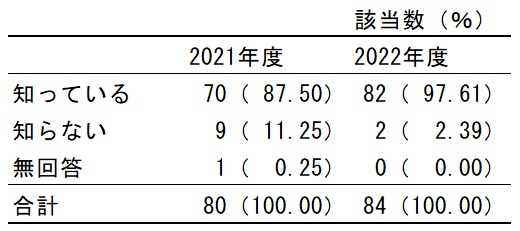 該当数(%)
2021年度 2022年度
知っている 70( 87.50) 82( 97.61)
知らない 9( 11.25) 2( 2.39)
無回答 1( 0.25) 0( 0.00)
合計 80(100.00) 84(100.00)